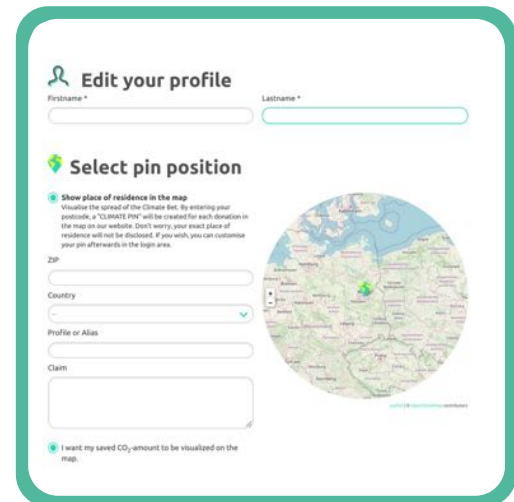 Edit your profile
Firstname *
Lastname *
Select pin position
Show place of residence in the map
Visualise the spread of the Climate Bet. By entering your
postcode, a "CLIMATE PIN" will be created for each donation in
the map on our website. Don't worry, your exact place of
residence will not be disclosed. If you wish, you can customise
your pin afterwards in the login area.
ZIP
Country
--
Profile or Alias
Claim
I want my saved CO₂-amount to be visualized on the
map.
+
−
Leaflet | © OpenStreetMap contributors